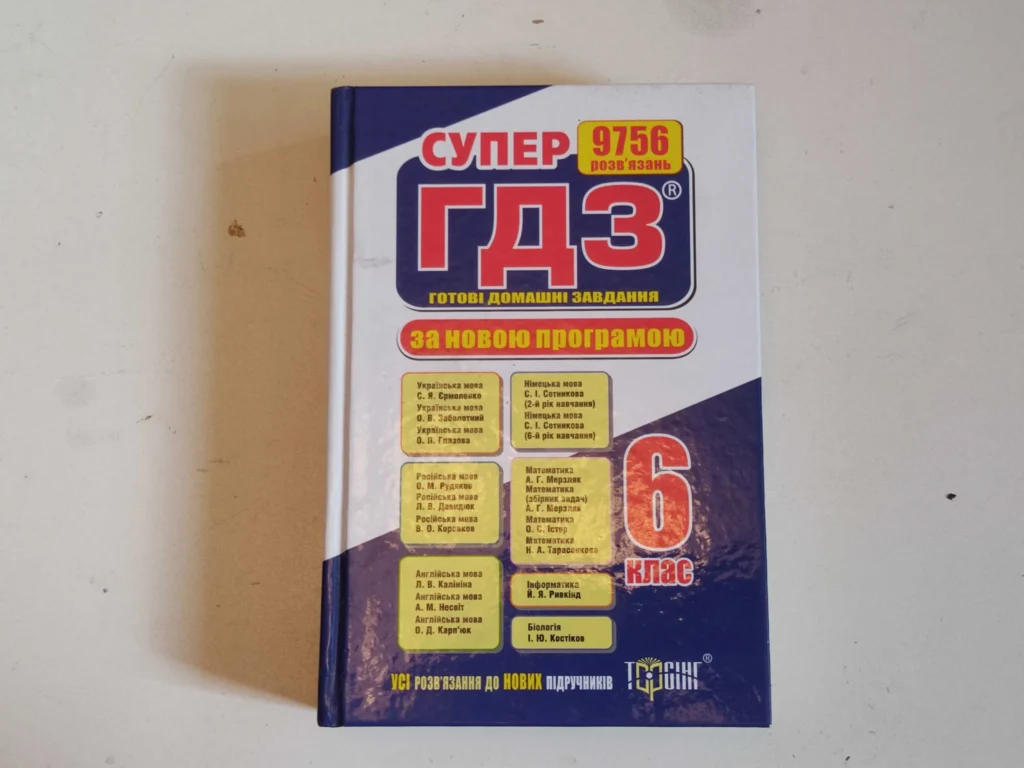 СУПЕР
9756
розв'язань
ГДЗ®
ГОТОВІ ДОМАШНІ ЗАВДАННЯ
за новою програмою
Українська мова
С. Я. Єрмоленко
Українська мова
О. В. Заболотний
Українська мова
О. П. Глазова
Російська мова
О. М. Рудяков
Російська мова
Л. В. Давидюк
Російська мова
В. О. Корсаков
Англійська мова
Л. В. Калініна
Англійська мова
А. М. Несвіт
Англійська мова
О. Д. Карп'юк
Німецька мова
С. І. Сотникова
(2-й рік навчання)
Німецька мова
С. І. Сотникова
(6-й рік навчання)
Математика
А. Г. Мерзляк
Математика
(збірник задач)
А. Г. Мерзляк
Математика
О. С. Істер
Математика
Н. А. Тарасенкова
Інформатика
Й. Я. Ривкінд
Біологія
І. Ю. Костіков
6
клас
УСІ РОЗВ'ЯЗАННЯ ДО НОВИХ ПІДРУЧНИКІВ
ТОРСІНГ®